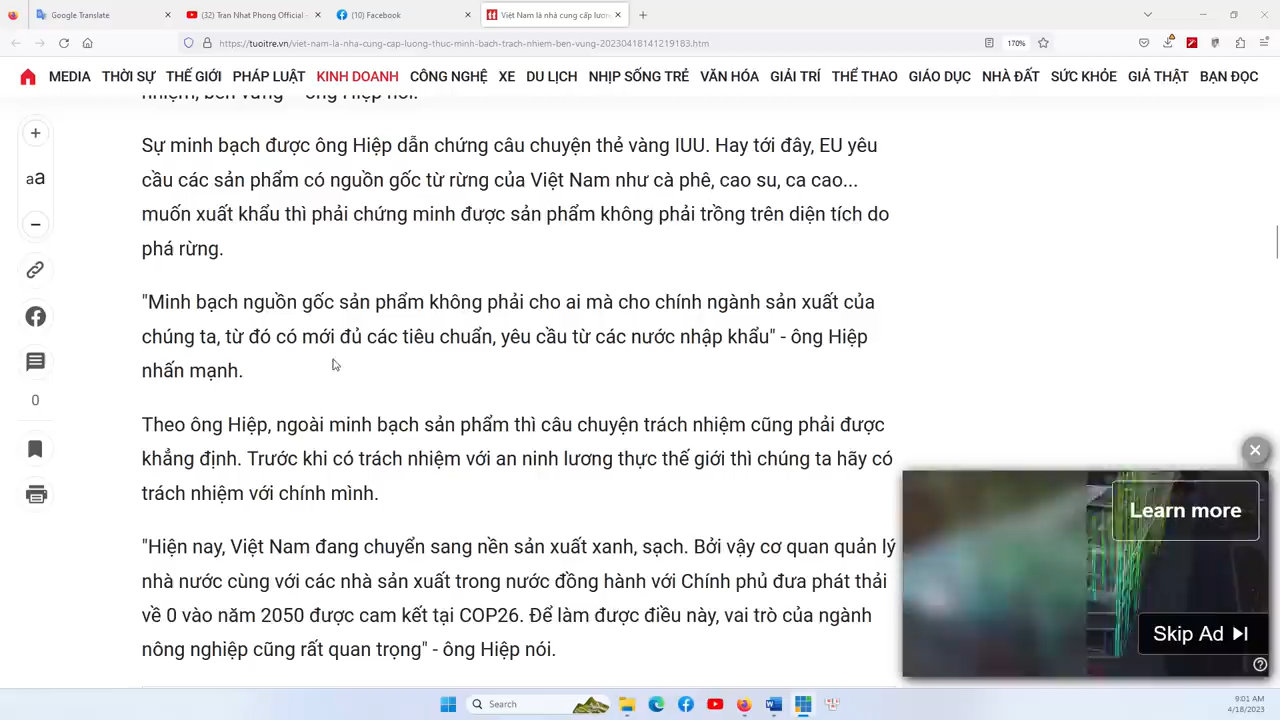 Google Translate
(32) Tran Nhat Phong Official -
(10) Facebook
Việt Nam là nhà cung cấp lươn
https://tuoitre.vn/viet-nam-la-nha-cung-cap-luong-thuc-minh-bach-trach-nhiem-ben-vung-20230418141219183.htm
170%
MEDIA THỜI SỰ THẾ GIỚI PHÁP LUẬT KINH DOANH CÔNG NGHỆ XE DU LỊCH NHỊP SỐNG TRẺ VĂN HÓA GIẢI TRÍ THỂ THAO GIÁO DỤC NHÀ ĐẤT SỨC KHỎE GIẢ THẬT BẠN ĐỌC
nhiệm, bền vững" - ông Hiệp nói.
Sự minh bạch được ông Hiệp dẫn chứng câu chuyện thẻ vàng IUU. Hay tới đây, EU yêu
cầu các sản phẩm có nguồn gốc từ rừng của Việt Nam như cà phê, cao su, ca cao...
muốn xuất khẩu thì phải chứng minh được sản phẩm không phải trồng trên diện tích do
phá rừng.
"Minh bạch nguồn gốc sản phẩm không phải cho ai mà cho chính ngành sản xuất của
chúng ta, từ đó có mới đủ các tiêu chuẩn, yêu cầu từ các nước nhập khẩu" - ông Hiệp
nhấn mạnh.
Theo ông Hiệp, ngoài minh bạch sản phẩm thì câu chuyện trách nhiệm cũng phải được
khẳng định. Trước khi có trách nhiệm với an ninh lương thực thế giới thì chúng ta hãy có
trách nhiệm với chính mình.
"Hiện nay, Việt Nam đang chuyển sang nền sản xuất xanh, sạch. Bởi vậy cơ quan quản lý
nhà nước cùng với các nhà sản xuất trong nước đồng hành với Chính phủ đưa phát thải
về 0 vào năm 2050 được cam kết tại COP26. Để làm được điều này, vai trò của ngành
nông nghiệp cũng rất quan trọng" - ông Hiệp nói.
aa
0
Learn more
Skip Ad
Search
9:01 AM
4/18/2023